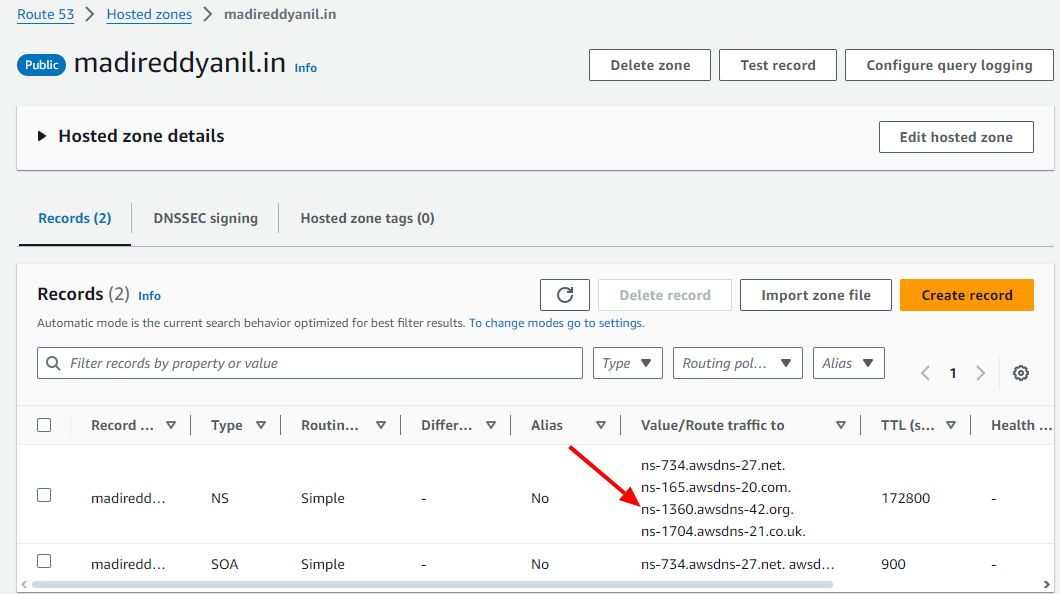 Route 53 > Hosted zones > madireddyanil.in
Public madireddyanil.in Info
Delete zone Test record Configure query logging
Hosted zone details
Edit hosted zone
Records (2) DNSSEC signing Hosted zone tags (0)
Records (2) Info
Delete record Import zone file Create record
Automatic mode is the current search behavior optimized for best filter results. To change modes go to settings.
Filter records by property or value Type Routing pol... Alias < 1 >
Record ... Type Routin... Differ... Alias Value/Route traffic to TTL (s... Health ...
ns-734.awsdns-27.net.
ns-165.awsdns-20.com.
madiredd... NS Simple - No ns-1360.awsdns-42.org. 172800 -
ns-1704.awsdns-21.co.uk.
madiredd... SOA Simple - No ns-734.awsdns-27.net. awsd... 900 -